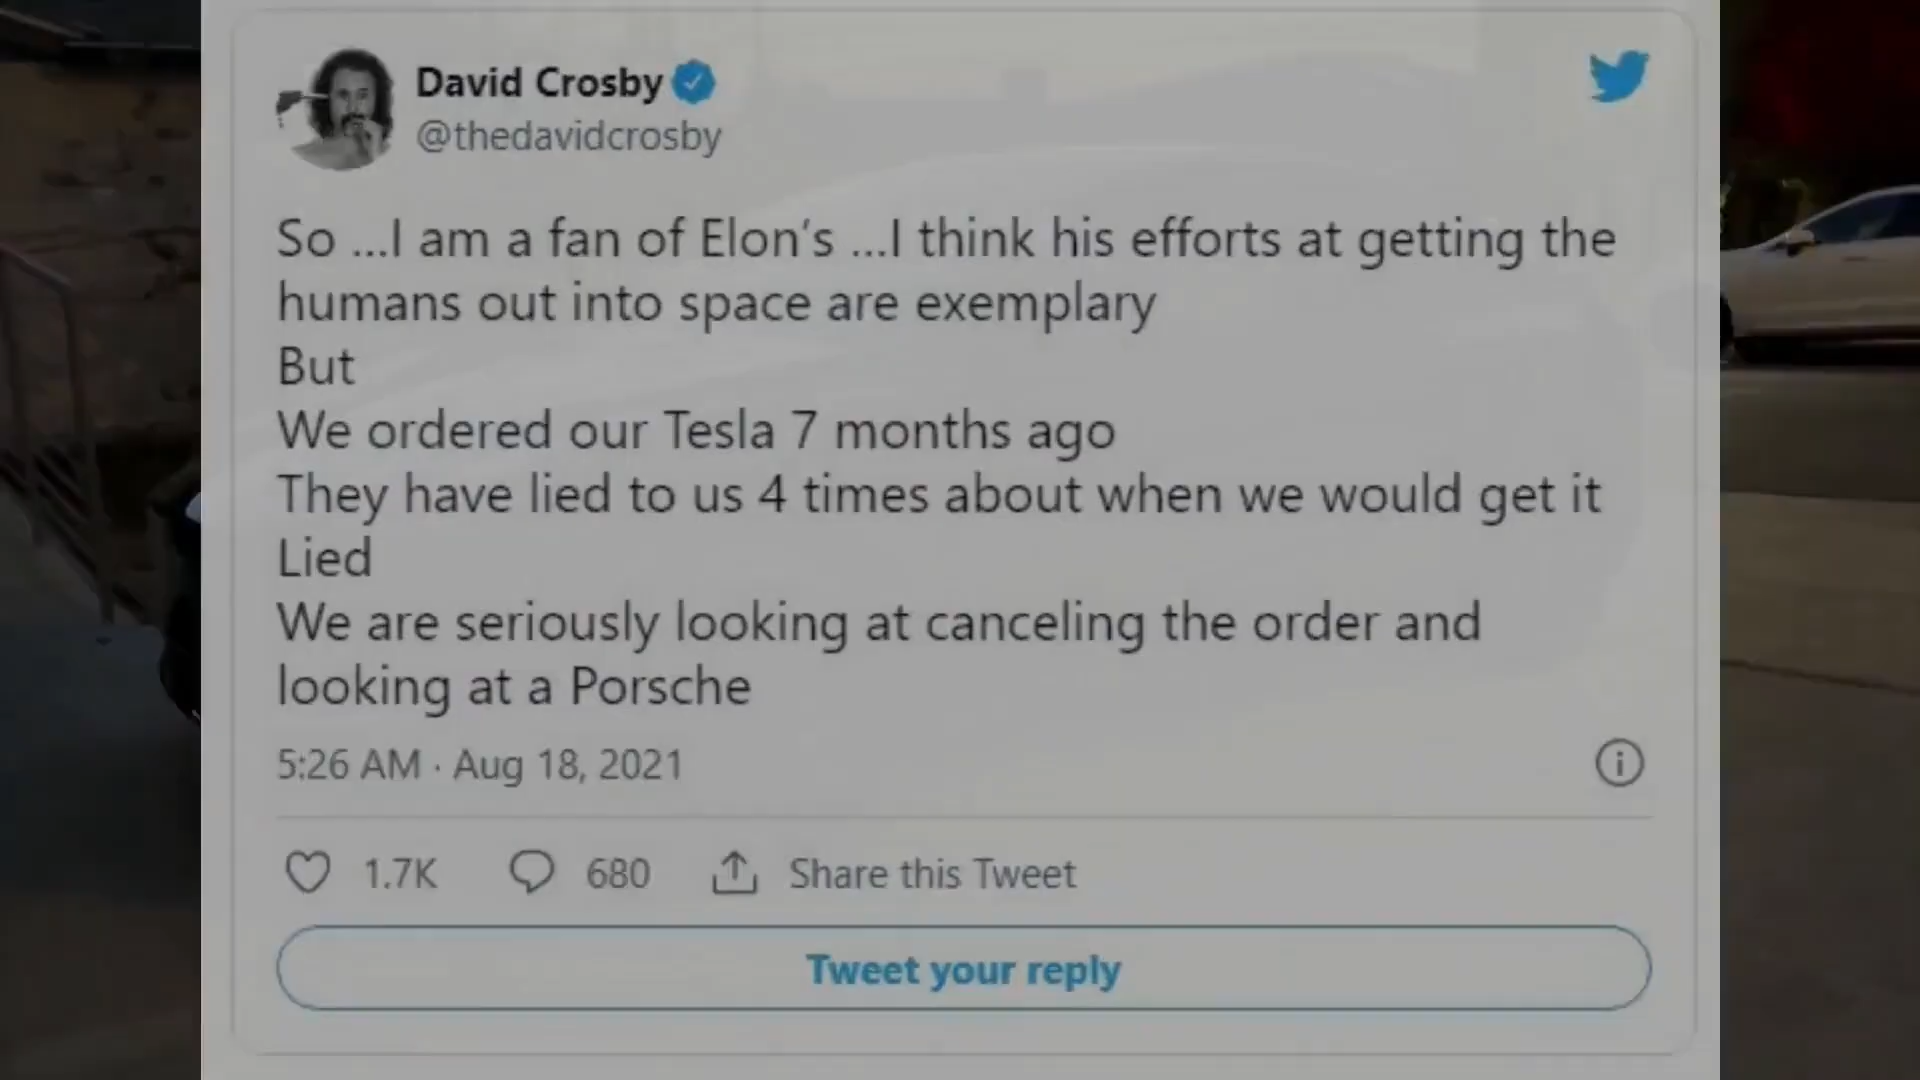 David Crosby
@thedavidcrosby
So ...I am a fan of Elon's ...I think his efforts at getting the
humans out into space are exemplary
But
We ordered our Tesla 7 months ago
They have lied to us 4 times about when we would get it
Lied
We are seriously looking at canceling the order and
looking at a Porsche
5:26 AM · Aug 18, 2021
1.7K 680 Share this Tweet
Tweet your reply